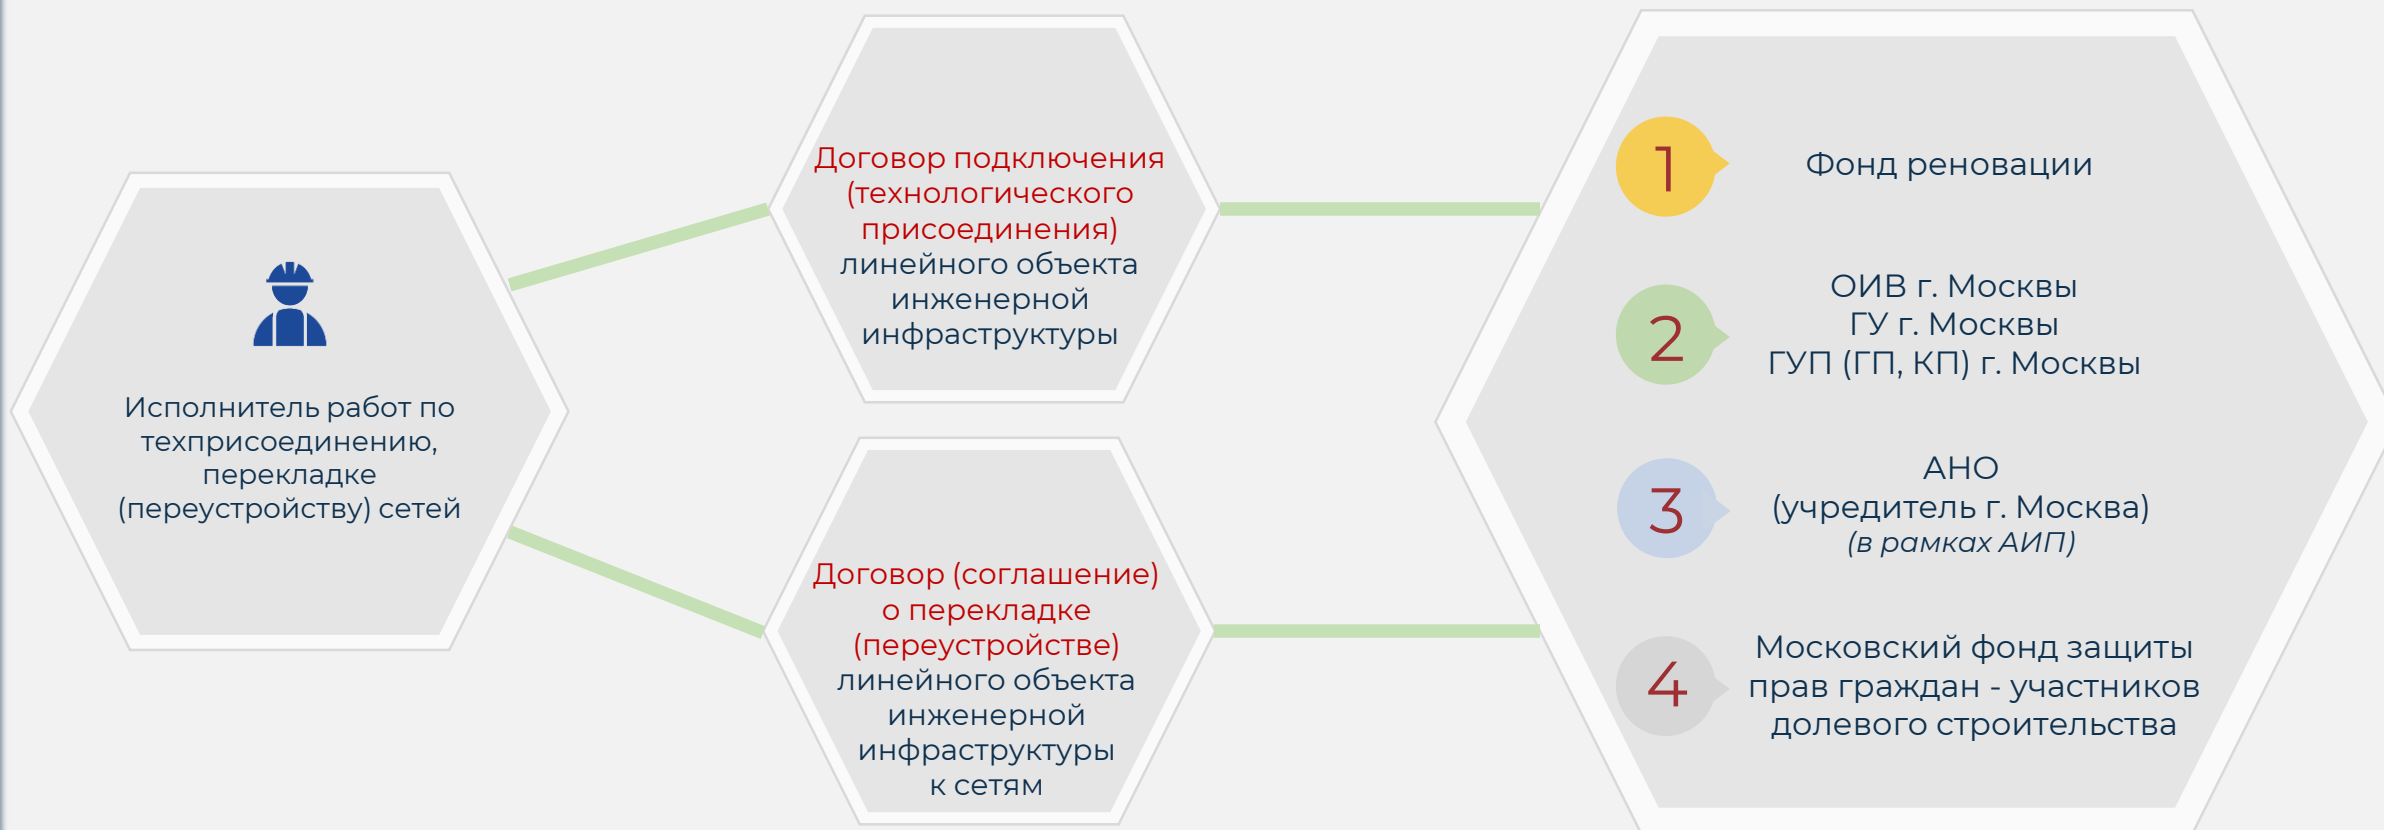 Исполнитель работ по
техприсоединению,
перекладке
(переустройству) сетей
Договор подключения
(технологического
присоединения)
линейного объекта
инженерной
инфраструктуры
Договор (соглашение)
о перекладке
(переустройстве)
линейного объекта
инженерной
инфраструктуры
к сетям
1
Фонд реновации
2
ОИВ г. Москвы
ГУ г. Москвы
ГУП (ГП, КП) г. Москвы
3
АНО
(учредитель г. Москва)
(в рамках АИП)
4
Московский фонд защиты
прав граждан - участников
долевого строительства